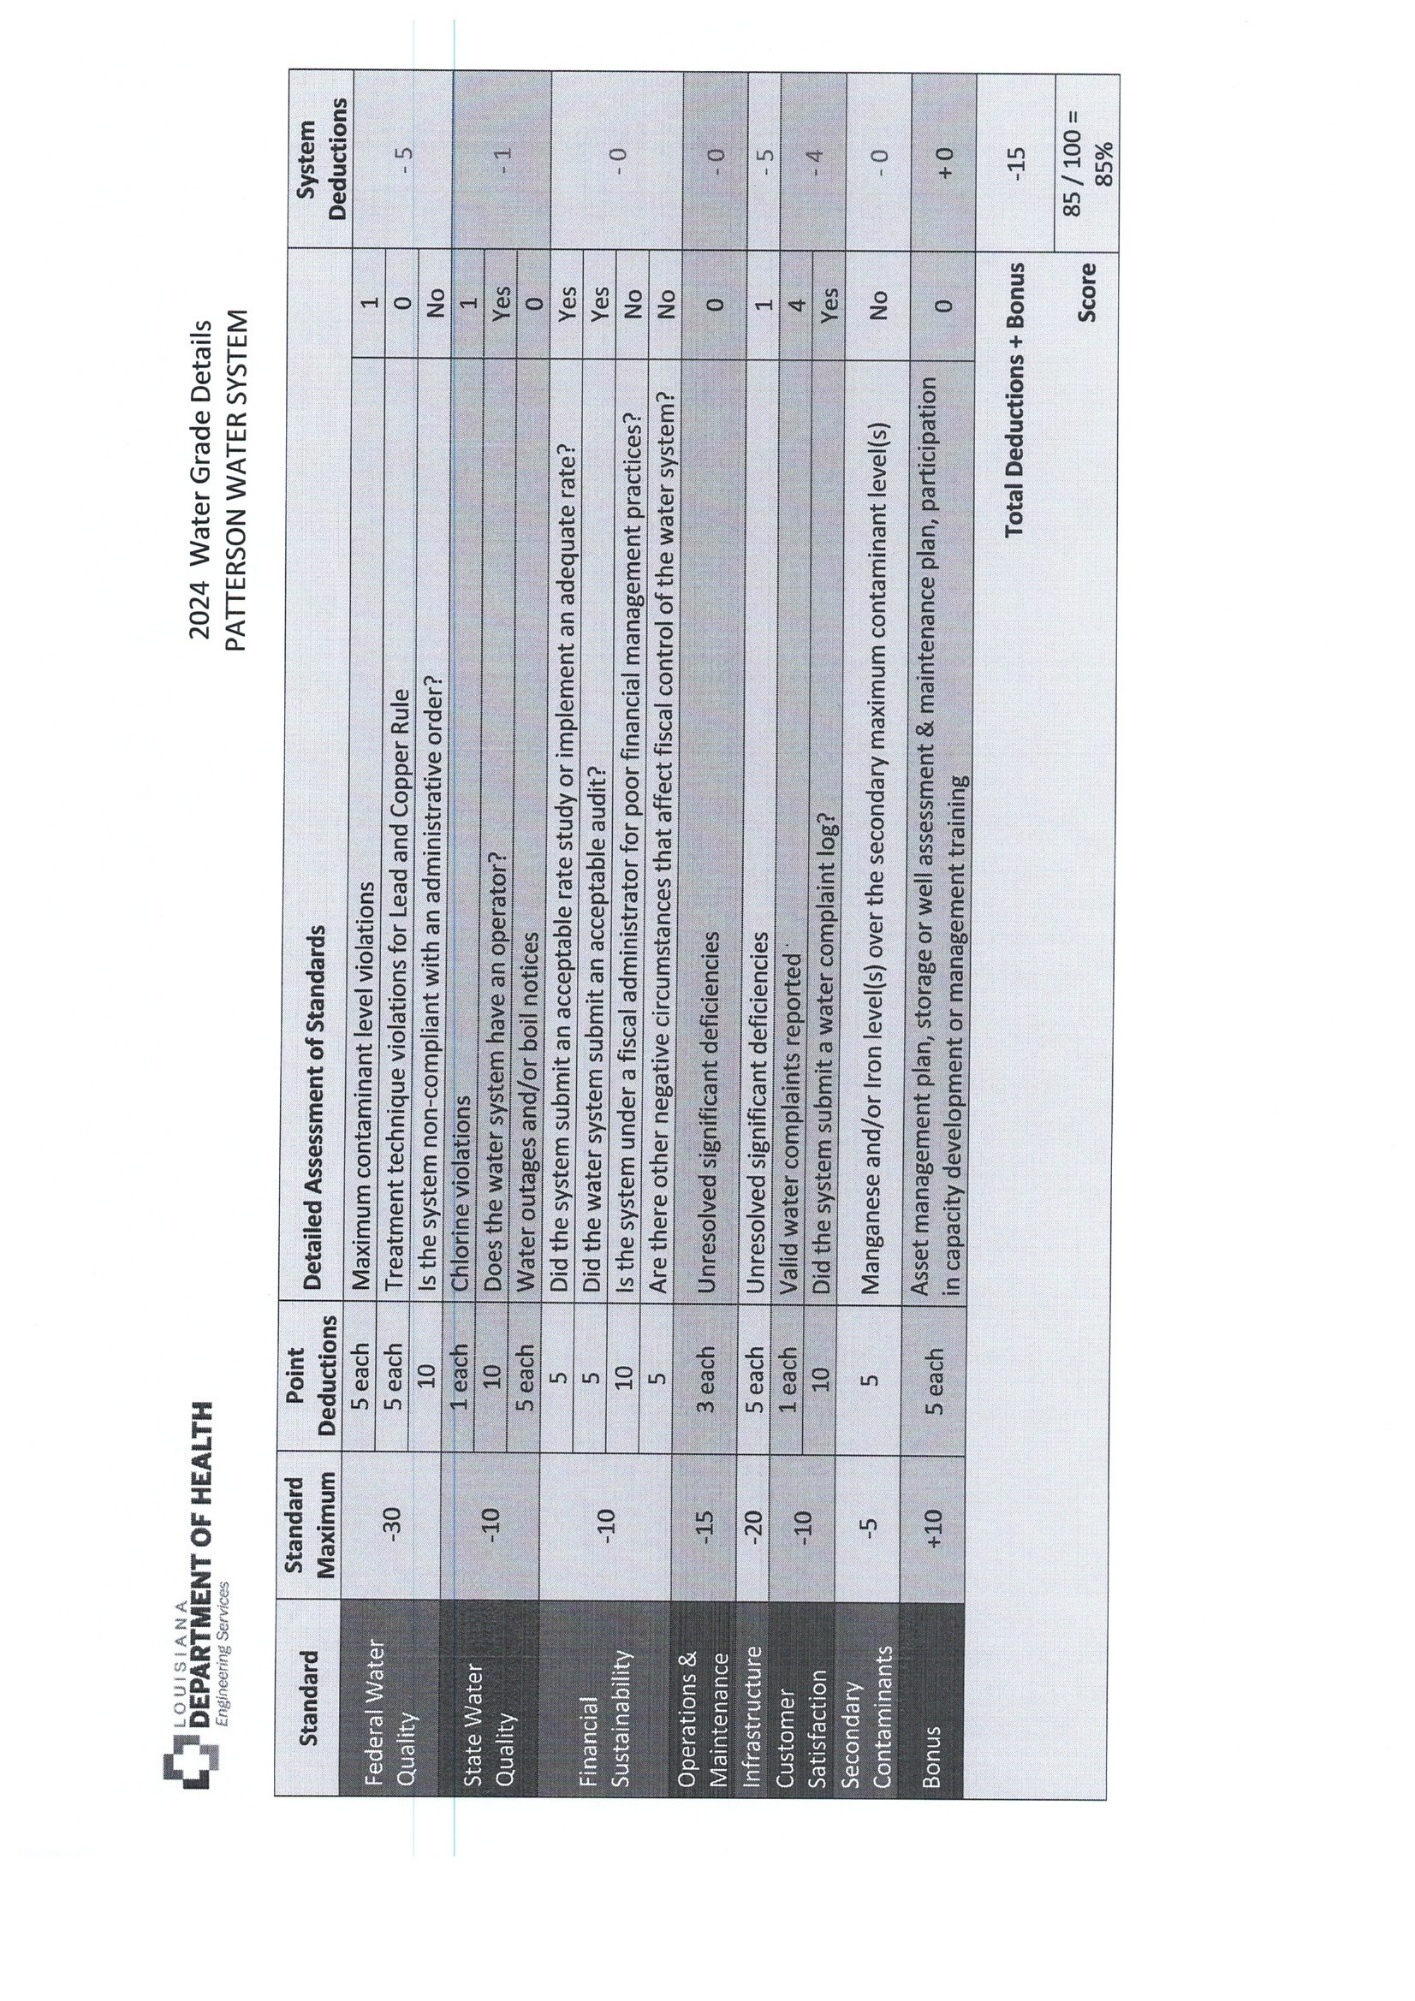 LOUISIANA
DEPARTMENT OF HEALTH
Engineering Services
2024 Water Grade Details
PATTERSON WATER SYSTEM
Standard | Standard Maximum | Point Deductions | Detailed Assessment of Standards | System Deductions
Federal Water Quality | -30 | 5 each | Maximum contaminant level violations | 1 | - 5
5 each | Treatment technique violations for Lead and Copper Rule | 0
10 | Is the system non-compliant with an administrative order? | No
State Water Quality | -10 | 1 each | Chlorine violations | 1 | - 1
10 | Does the water system have an operator? | Yes
5 each | Water outages and/or boil notices | 0
Financial Sustainability | -10 | 5 | Did the system submit an acceptable rate study or implement an adequate rate? | Yes | - 0
5 | Did the water system submit an acceptable audit? | Yes
10 | Is the system under a fiscal administrator for poor financial management practices? | No
5 | Are there other negative circumstances that affect fiscal control of the water system? | No
Operations & Maintenance | -15 | 3 each | Unresolved significant deficiencies | 0 | - 0
Infrastructure | -20 | 5 each | Unresolved significant deficiencies | 1 | - 5
Customer Satisfaction | -10 | 1 each | Valid water complaints reported | 4 | - 4
10 | Did the system submit a water complaint log? | Yes
Secondary Contaminants | -5 | 5 | Manganese and/or Iron level(s) over the secondary maximum contaminant level(s) | No | - 0
Bonus | +10 | 5 each | Asset management plan, storage or well assessment & maintenance plan, participation in capacity development or management training | 0 | + 0
Total Deductions + Bonus | -15
Score | 85 / 100 = 85%